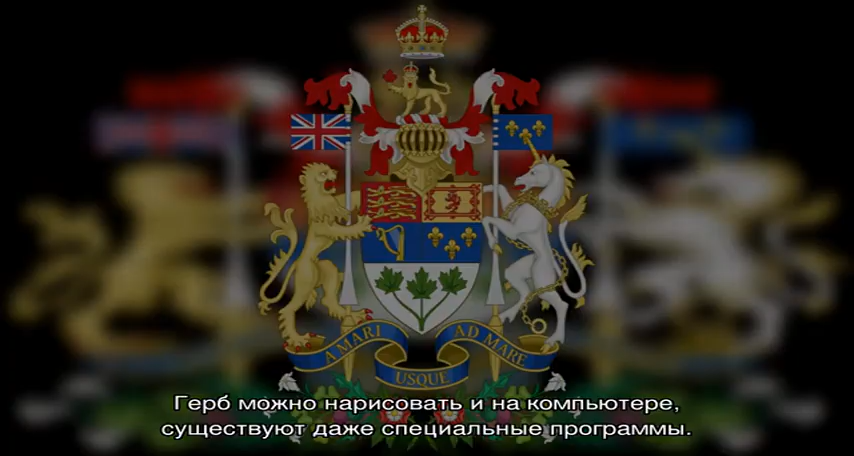 A MARI USQUE AD MARE
Герб можно нарисовать и на компьютере,
существуют даже специальные программы.